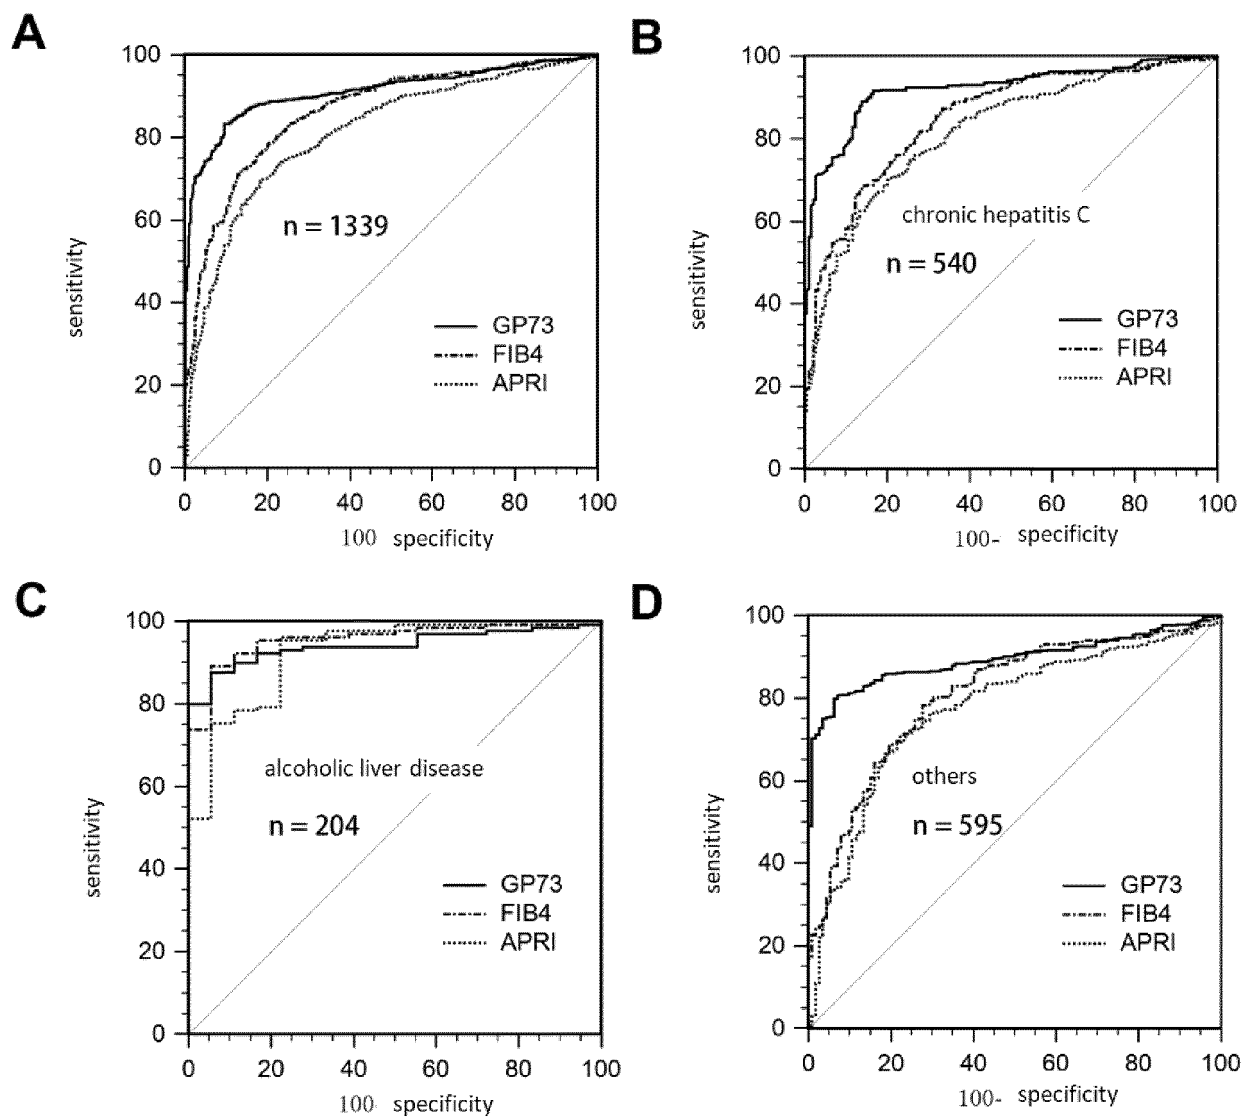 A
100
80
60
40
20
0
sensitivity
n = 1339
GP73
FIB4
APRI
0 20 40 60 80 100
100 specificity
B
100
80
60
40
20
0
sensitivity
chronic hepatitis C
n = 540
GP73
FIB4
APRI
0 20 40 60 80 100
100- specificity
C
100
80
60
40
20
0
sensitivity
alcoholic liver disease
n = 204
GP73
FIB4
APRI
0 20 40 60 80 100
100 specificity
D
100
80
60
40
20
0
sensitivity
others
n = 595
GP73
FIB4
APRI
0 20 40 60 80 100
100- specificity